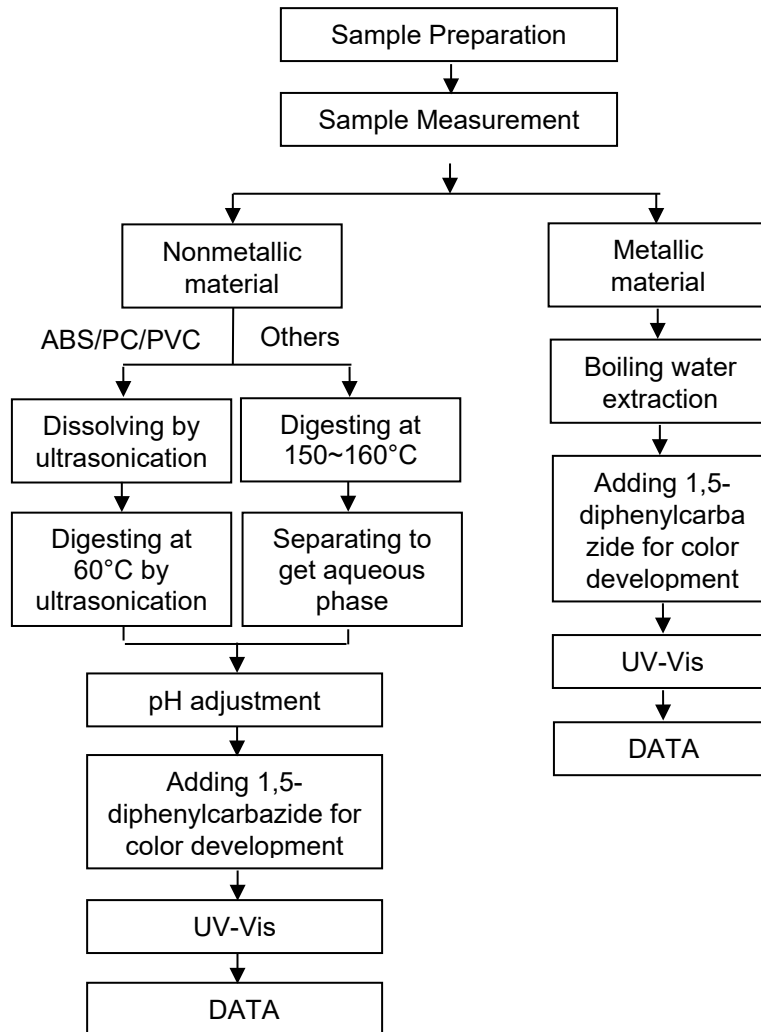 Sample Preparation
Sample Measurement
Nonmetallic
material
Metallic
material
ABS/PC/PVC
Others
Boiling water
extraction
Dissolving by
ultrasonication
Digesting at
150~160°C
Adding 1,5-
diphenylcarba
zide for color
development
Digesting at
60°C by
ultrasonication
Separating to
get aqueous
phase
UV-Vis
pH adjustment
DATA
Adding 1,5-
diphenylcarbazide for
color development
UV-Vis
DATA